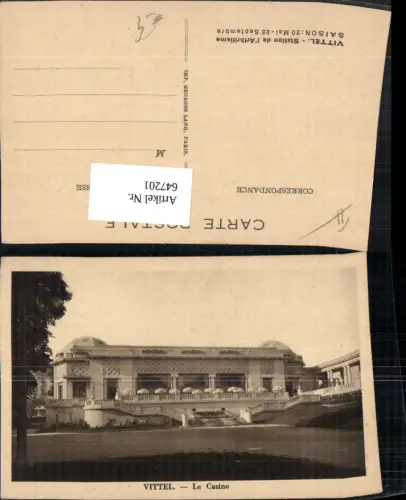 VITTEL. - Station de l'Arthritisme
SAISON: 20 Mai - 25 Septembre
IMP. GEORGES LANG, PARIS.
M
Artikel Nr.
647201
CORRESPONDANCE
ESSE
CARTE POSTALE
VITTEL. — Le Casino